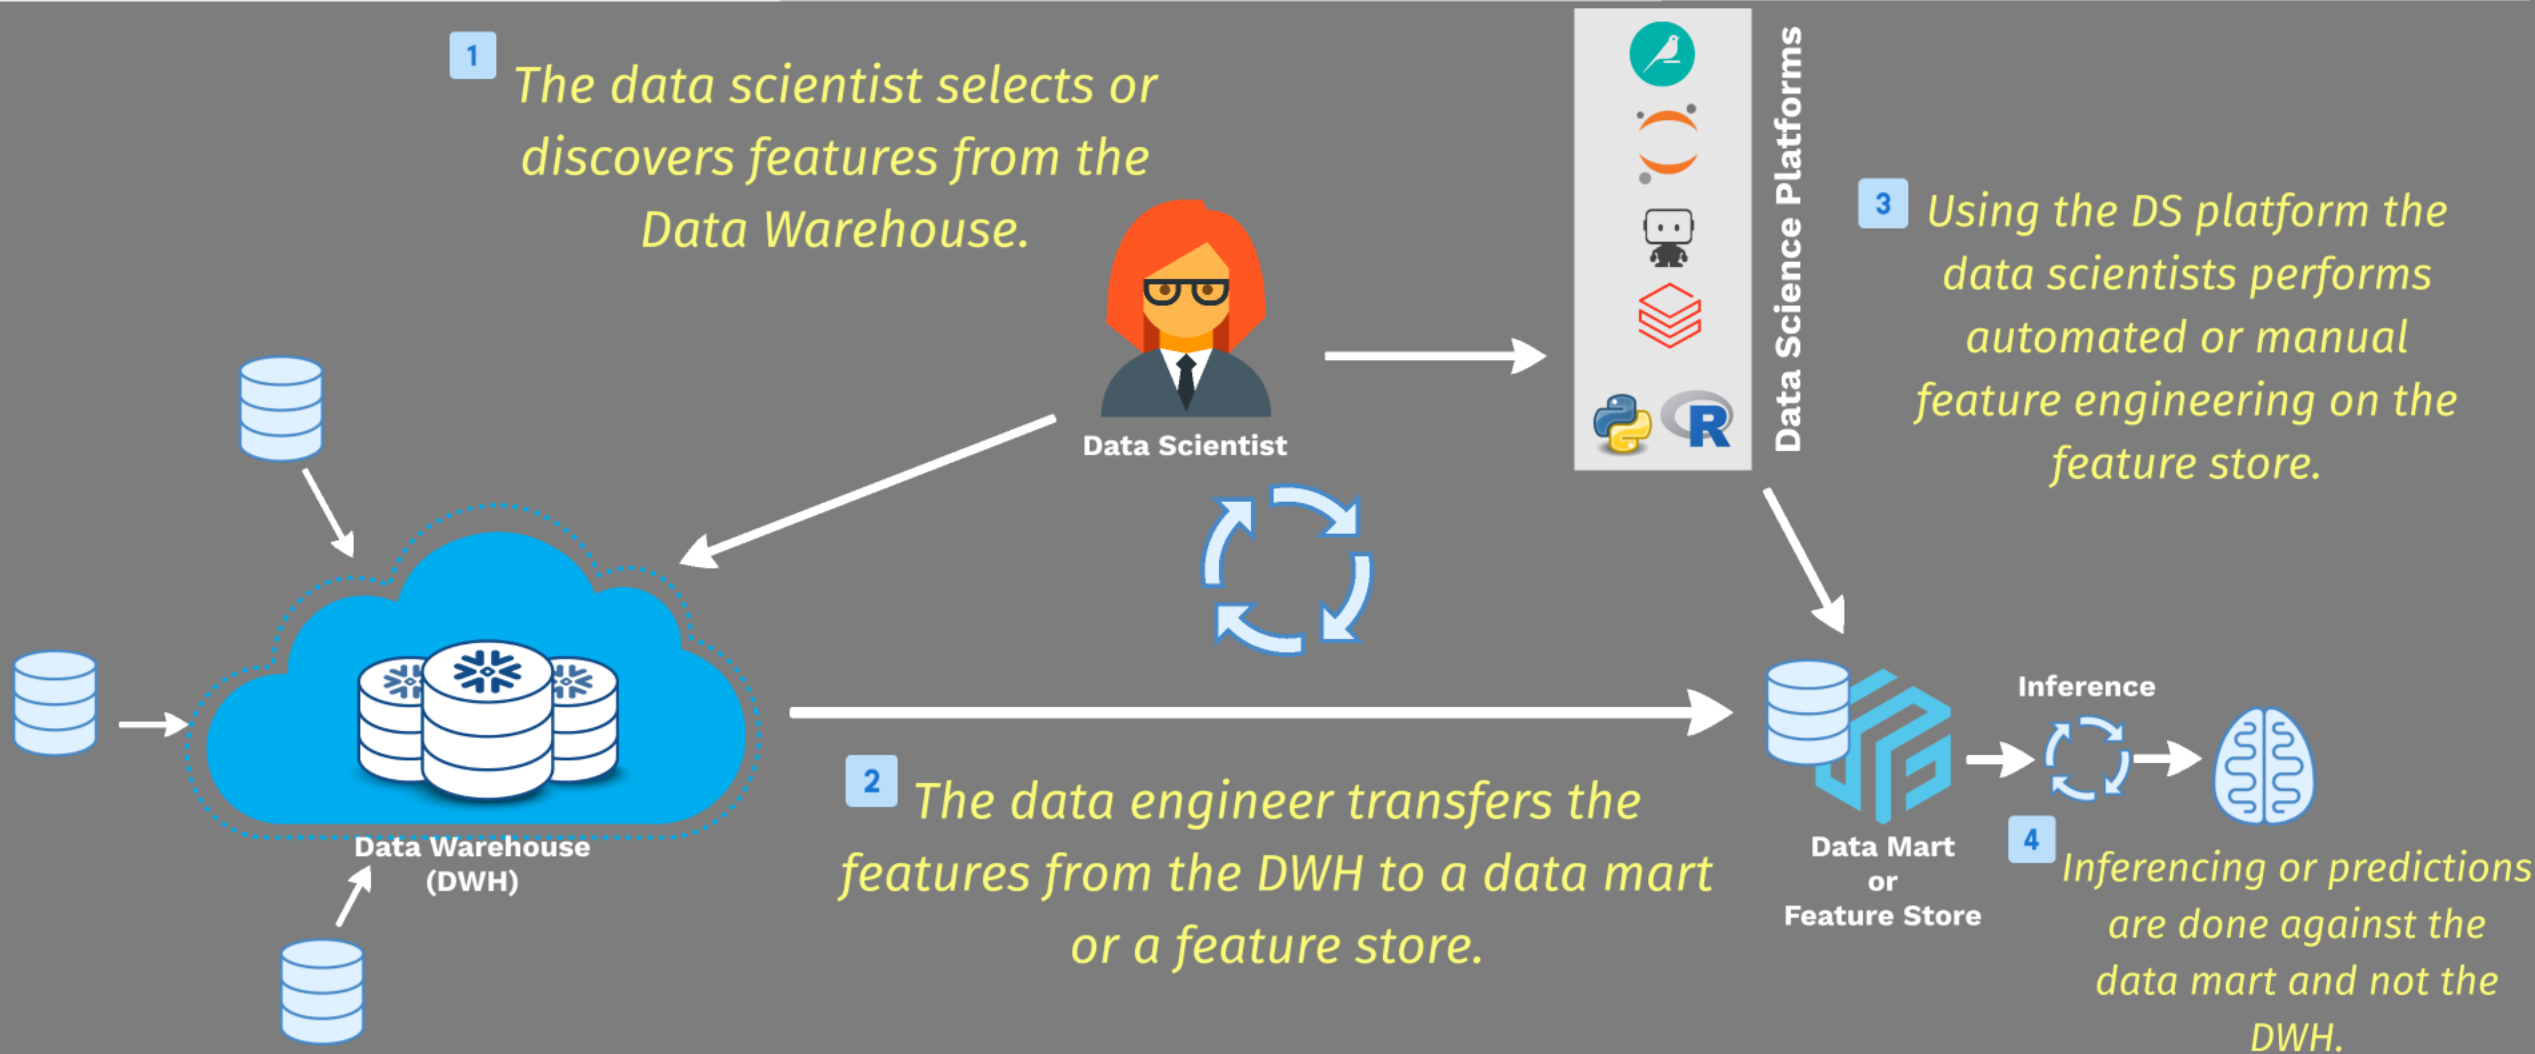 1
The data scientist selects or
discovers features from the
Data Warehouse.
Data Scientist
Data Science Platforms
R
3
Using the DS platform the
data scientists performs
automated or manual
feature engineering on the
feature store.
Data Warehouse
(DWH)
2
The data engineer transfers the
features from the DWH to a data mart
or a feature store.
Data Mart
or
Feature Store
Inference
4
Inferencing or predictions
are done against the
data mart and not the
DWH.